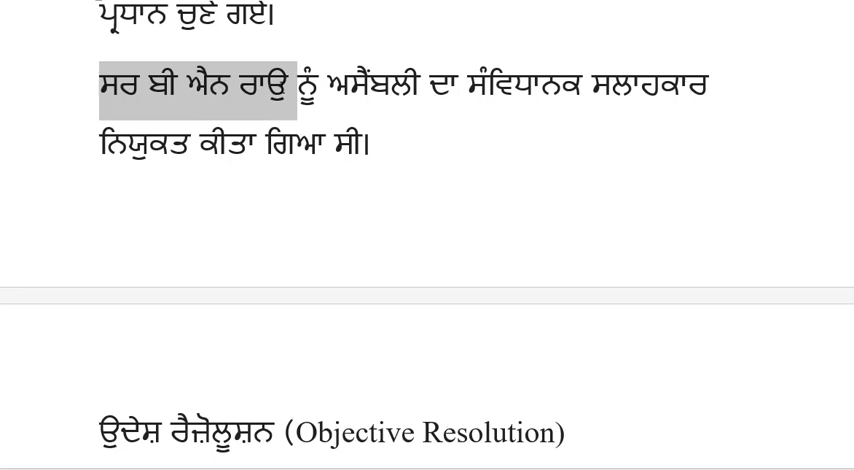 ਪ੍ਰਧਾਨ ਚੁਣੇ ਗਏ।
ਸਰ ਬੀ ਐਨ ਰਾਉ ਨੂੰ ਅਸੈਂਬਲੀ ਦਾ ਸੰਵਿਧਾਨਕ ਸਲਾਹਕਾਰ
ਨਿਯੁਕਤ ਕੀਤਾ ਗਿਆ ਸੀ।
ਉਦੇਸ਼ ਰੈਜ਼ੋਲੂਸ਼ਨ (Objective Resolution)